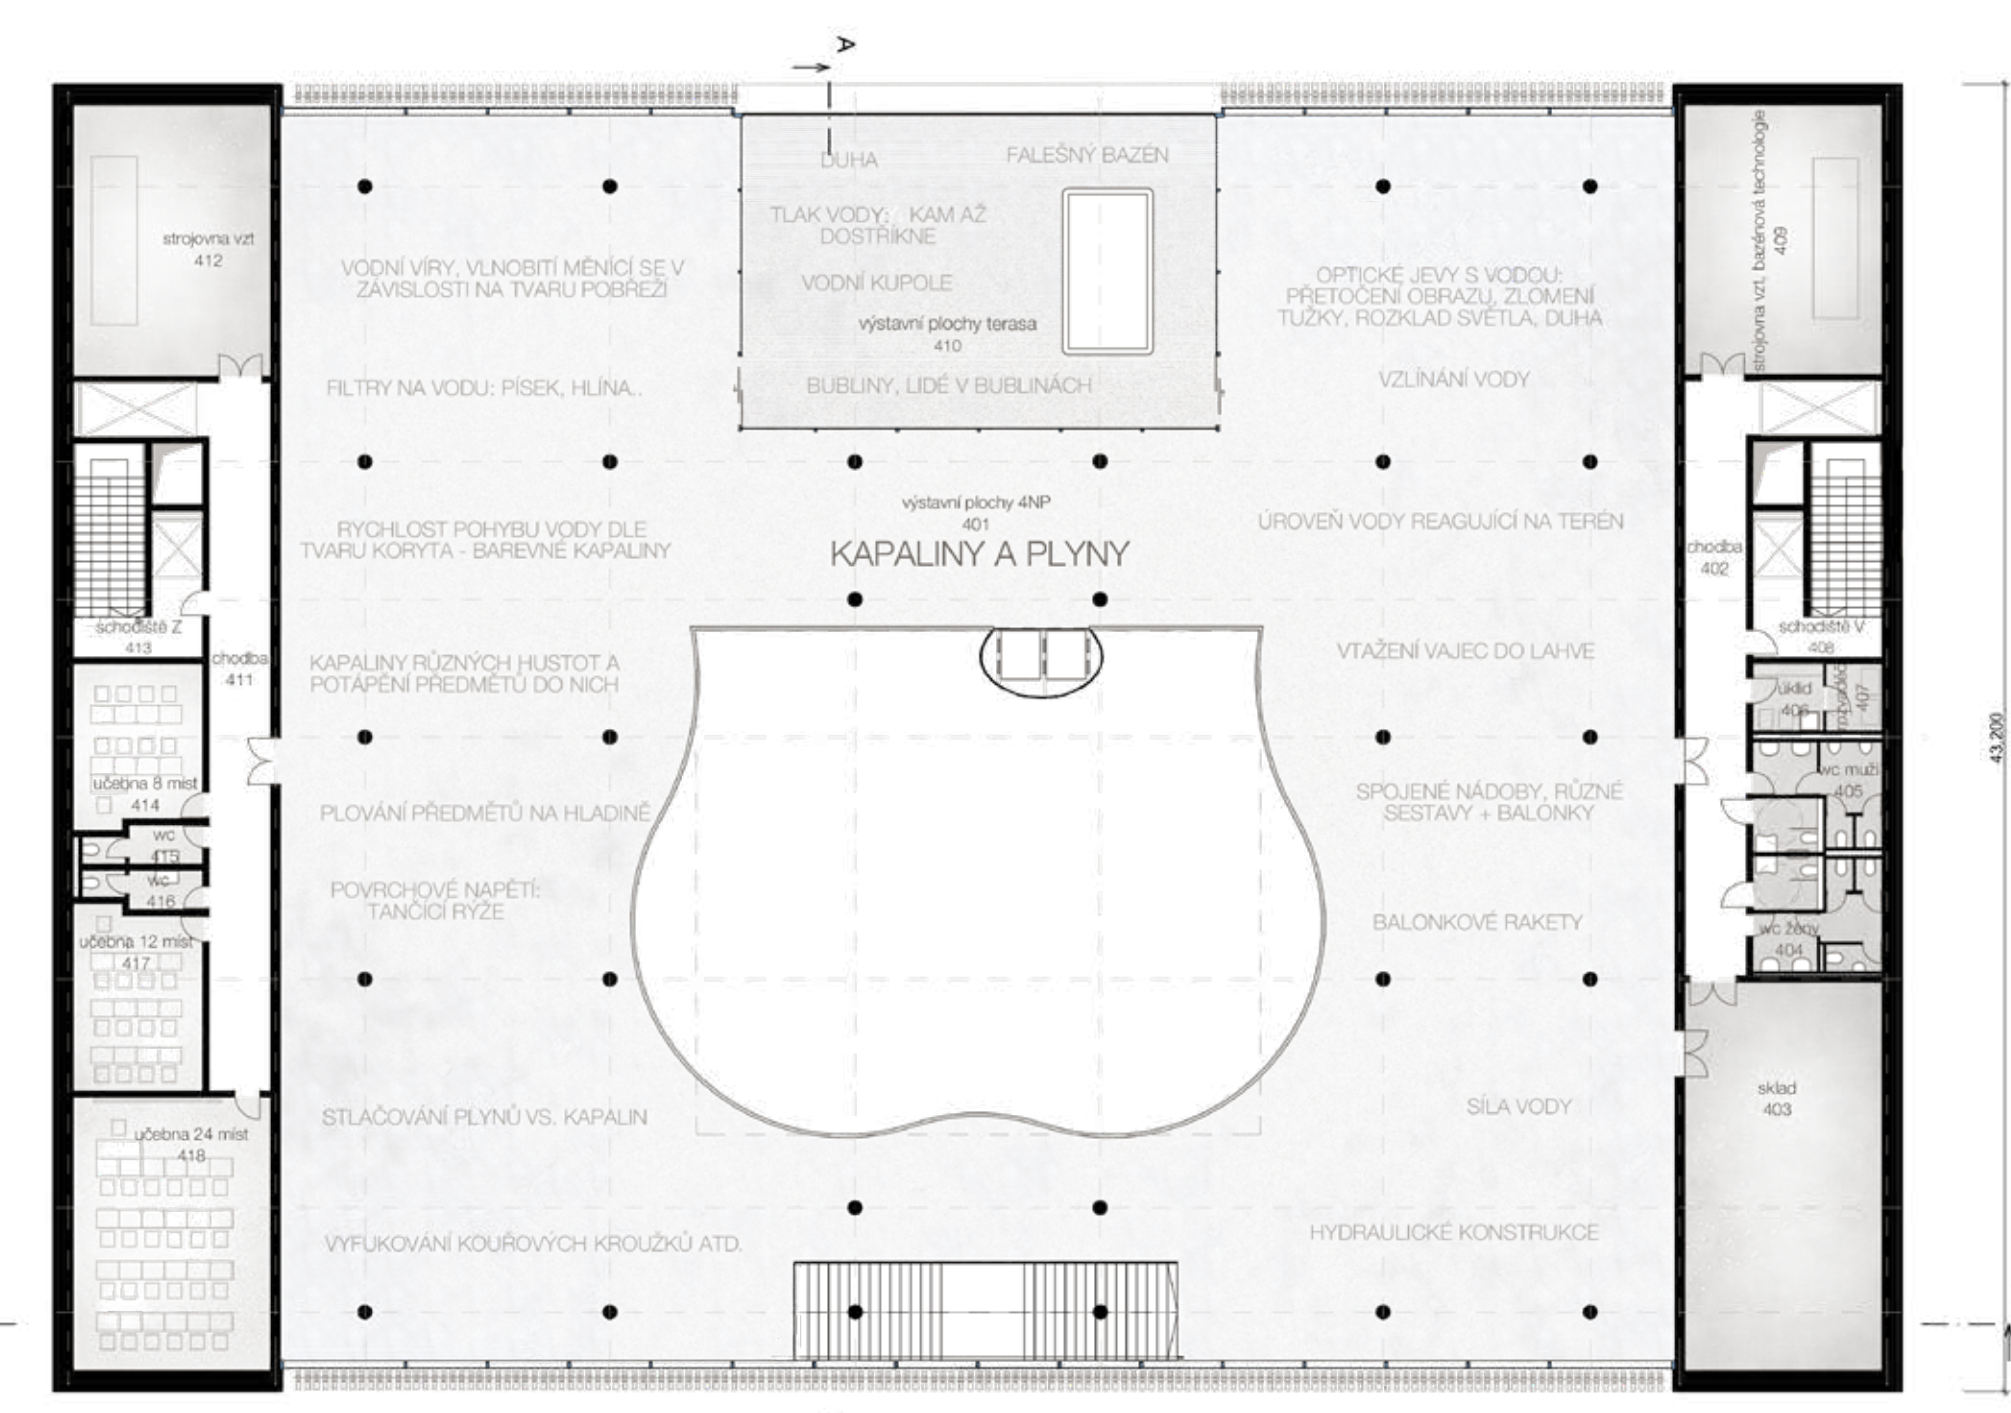 A
DUHA
FALEŠNÝ BAZÉN
TLAK VODY: KAM AŽ
DOSTŘÍKNE
VODNÍ KUPOLE
výstavní plochy terasa
410
BUBLINY, LIDÉ V BUBLINÁCH
strojovna vzt
412
VODNÍ VÍRY, VLNOBITÍ MĚNÍCÍ SE V
ZÁVISLOSTI NA TVARU POBŘEŽÍ
FILTRY NA VODU: PÍSEK, HLÍNA..
OPTICKÉ JEVY S VODOU:
PŘETOČENÍ OBRAZU, ZLOMENÍ
TUŽKY, ROZKLAD SVĚTLA, DUHA
VZLÍNÁNÍ VODY
strojovna vzt, bazénová technologie
409
výstavní plochy 4NP
401
KAPALINY A PLYNY
RYCHLOST POHYBU VODY DLE
TVARU KORYTA - BAREVNÉ KAPALINY
ÚROVEŇ VODY REAGUJÍCÍ NA TERÉN
chodba
402
schodiště Z
413
chodba
411
KAPALINY RŮZNÝCH HUSTOT A
POTÁPĚNÍ PŘEDMĚTŮ DO NICH
VTAŽENÍ VAJEC DO LAHVE
schodiště V
408
úklid
406
rozvaděč
407
43,200
učebna 8 míst
414
PLOVÁNÍ PŘEDMĚTŮ NA HLADINĚ
SPOJENÉ NÁDOBY, RŮZNÉ
SESTAVY + BALONKY
wc muži
405
wc
415
wc
416
POVRCHOVÉ NAPĚTÍ:
TANČÍCÍ RÝŽE
BALONKOVÉ RAKETY
wc ženy
404
učebna 12 míst
417
STLAČOVÁNÍ PLYNŮ VS. KAPALIN
SÍLA VODY
sklad
403
učebna 24 míst
418
VYFUKOVÁNÍ KOUŘOVÝCH KROUŽKŮ ATD.
HYDRAULICKÉ KONSTRUKCE